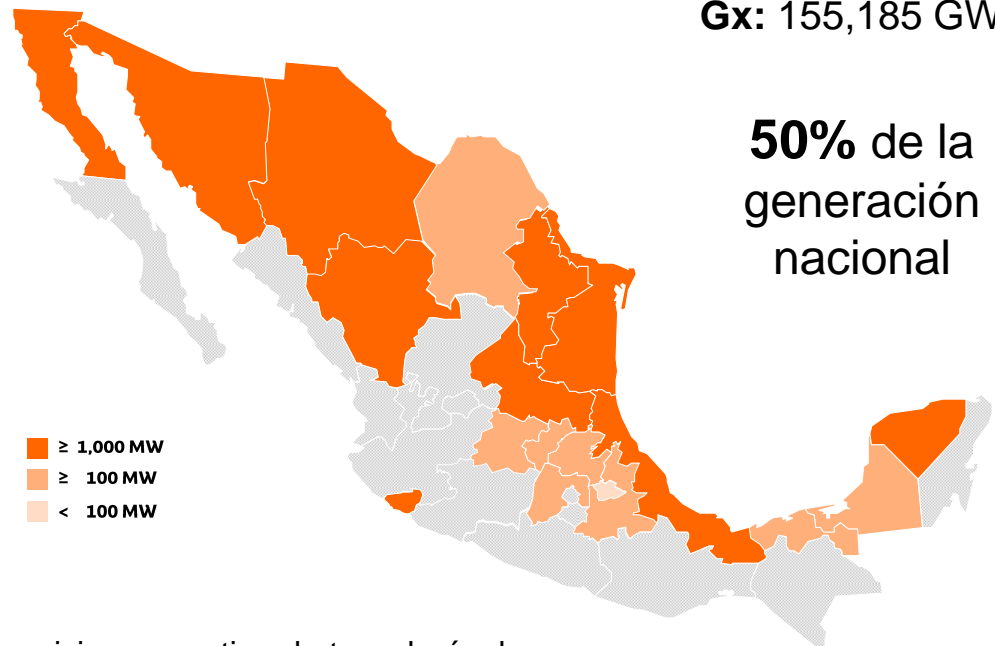 Gx: 155,185 GW
50% de la
generación
nacional
≥ 1,000 MW
≥ 100 MW
< 100 MW